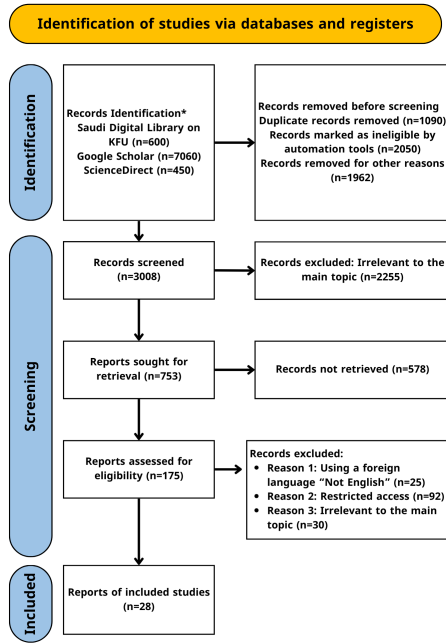 Identification of studies via databases and registers
Identification
Records Identification*
Saudi Digital Library on
KFU (n=600)
Google Scholar (n=7060)
ScienceDirect (n=450)
Records removed before screening
Duplicate records removed (n=1090)
Records marked as ineligible by
automation tools (n=2050)
Records removed for other reasons
(n=1962)
Screening
Records screened
(n=3008)
Records excluded: Irrelevant to the
main topic (n=2255)
Reports sought for
retrieval (n=753)
Records not retrieved (n=578)
Reports assessed for
eligibility (n=175)
Records excluded:
• Reason 1: Using a foreign
language “Not English” (n=25)
• Reason 2: Restricted access (n=92)
• Reason 3: Irrelevant to the main
topic (n=30)
Included
Reports of included studies
(n=28)